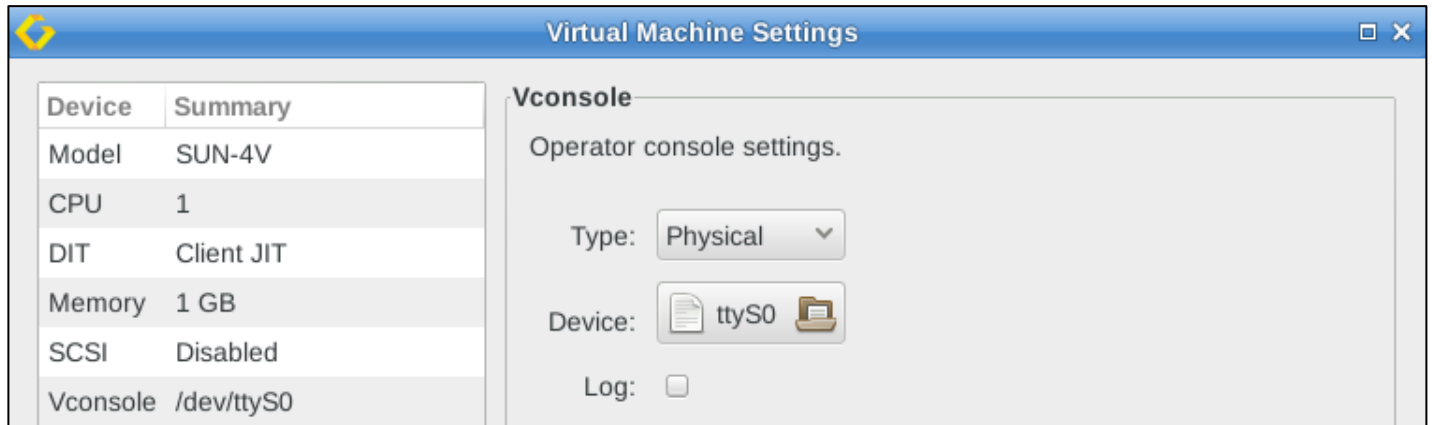 Virtual Machine Settings
Device Summary
Model SUN-4V
CPU 1
DIT Client JIT
Memory 1 GB
SCSI Disabled
Vconsole /dev/ttyS0
Vconsole
Operator console settings.
Type: Physical
Device: ttyS0
Log: